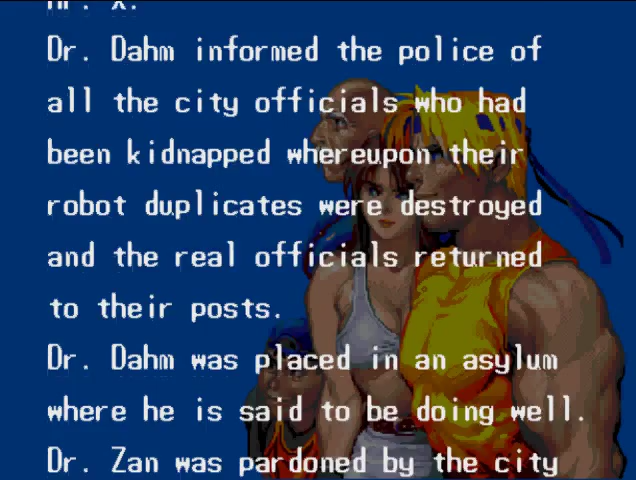 Mr. X.
Dr. Dahm informed the police of
all the city officials who had
been kidnapped whereupon their
robot duplicates were destroyed
and the real officials returned
to their posts.
Dr. Dahm was placed in an asylum
where he is said to be doing well.
Dr. Zan was pardoned by the city